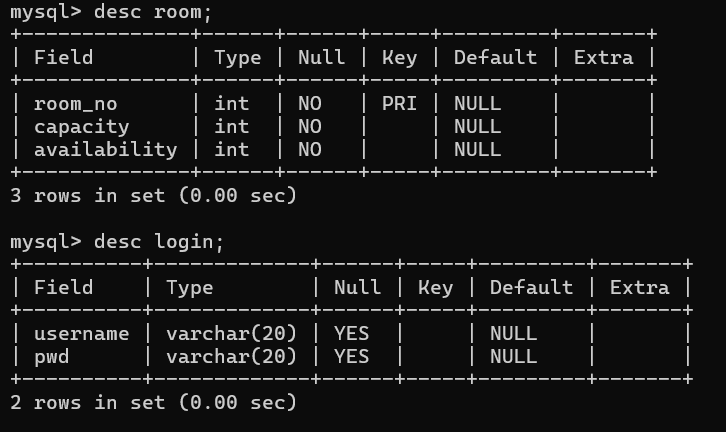 mysql> desc room;
+--------------+------+------+-----+---------+-------+
| Field        | Type | Null | Key | Default | Extra |
+--------------+------+------+-----+---------+-------+
| room_no      | int  | NO   | PRI | NULL    |       |
| capacity     | int  | NO   |     | NULL    |       |
| availability | int  | NO   |     | NULL    |       |
+--------------+------+------+-----+---------+-------+
3 rows in set (0.00 sec)

mysql> desc login;
+----------+-------------+------+-----+---------+-------+
| Field    | Type        | Null | Key | Default | Extra |
+----------+-------------+------+-----+---------+-------+
| username | varchar(20) | YES  |     | NULL    |       |
| pwd      | varchar(20) | YES  |     | NULL    |       |
+----------+-------------+------+-----+---------+-------+
2 rows in set (0.00 sec)